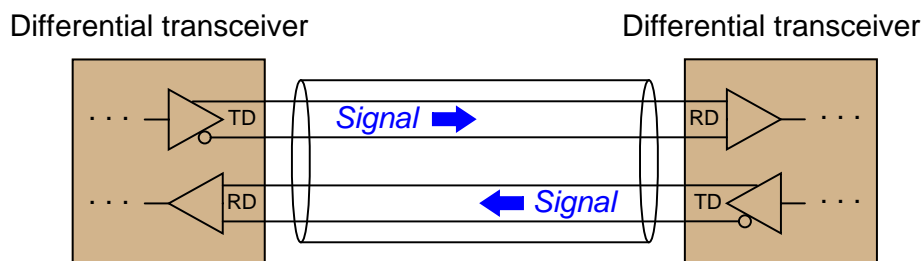 Differential transceiver Differential transceiver
. . . TD Signal RD . . .
. . . RD Signal TD . . .